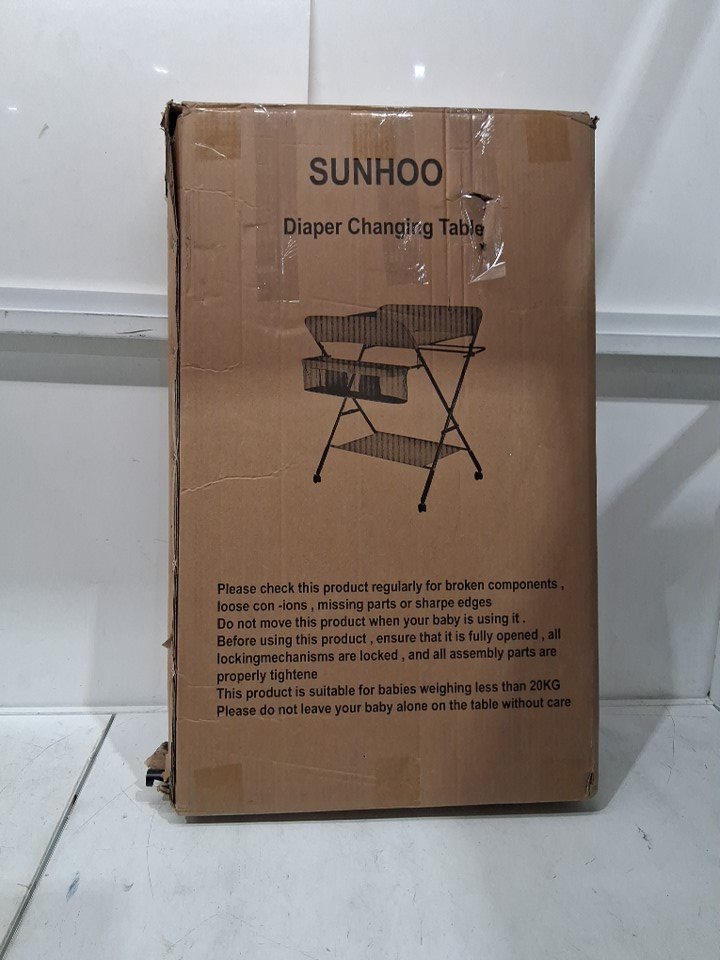 SUNHOO
Diaper Changing Table
Please check this product regularly for broken components ,
loose con -ions , missing parts or sharpe edges
Do not move this product when your baby is using it .
Before using this product , ensure that it is fully opened , all
lockingmechanisms are locked , and all assembly parts are
properly tightene
This product is suitable for babies weighing less than 20KG
Please do not leave your baby alone on the table without care